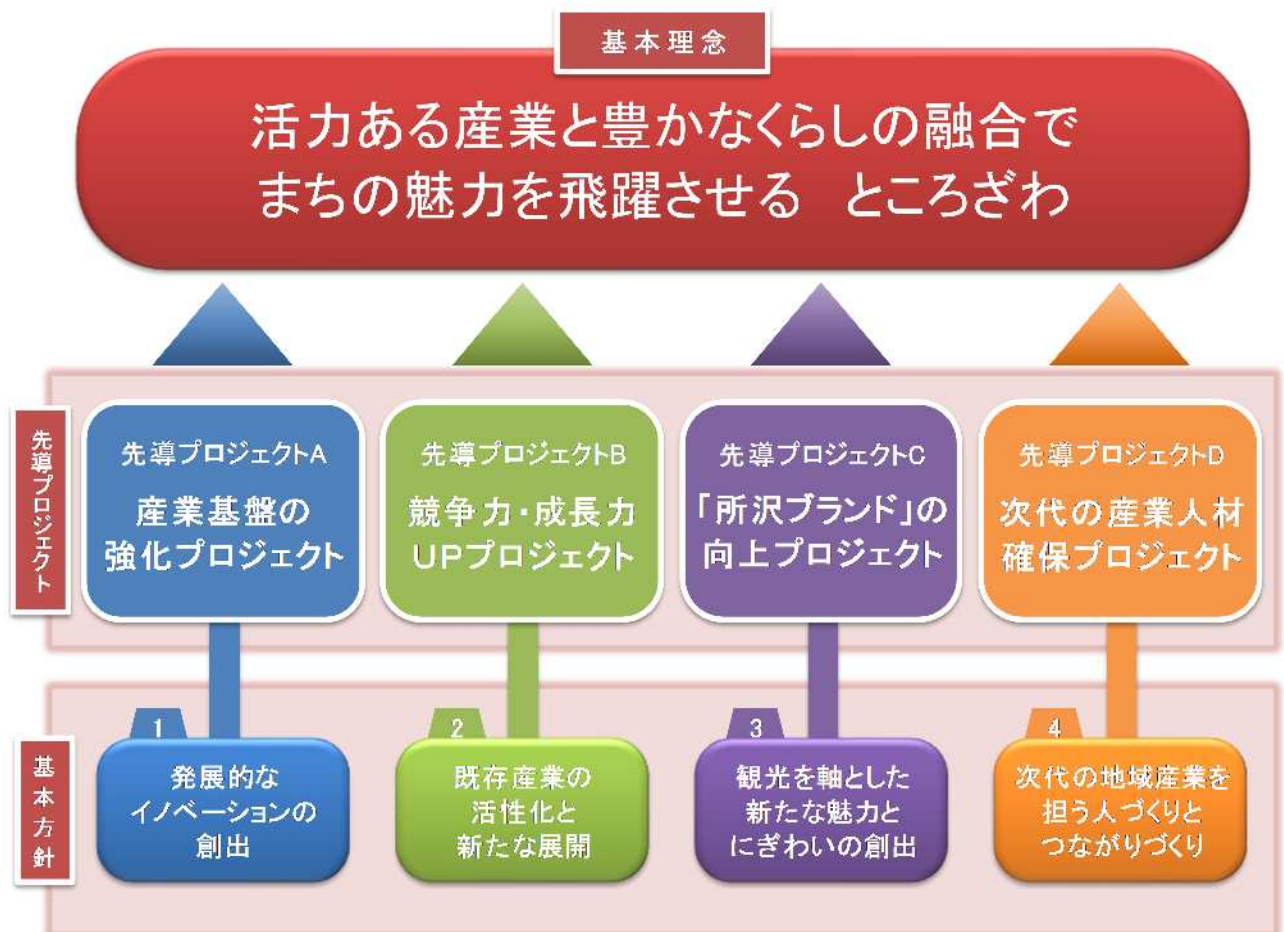 基本理念
活力ある産業と豊かなくらしの融合で
まちの魅力を飛躍させる　ところざわ
先導プロジェクト
先導プロジェクトA
産業基盤の
強化プロジェクト
先導プロジェクトB
競争力・成長力
UPプロジェクト
先導プロジェクトC
「所沢ブランド」の
向上プロジェクト
先導プロジェクトD
次代の産業人材
確保プロジェクト
基本方針
1
発展的な
イノベーションの
創出
2
既存産業の
活性化と
新たな展開
3
観光を軸とした
新たな魅力と
にぎわいの創出
4
次代の地域産業を
担う人づくりと
つながりづくり